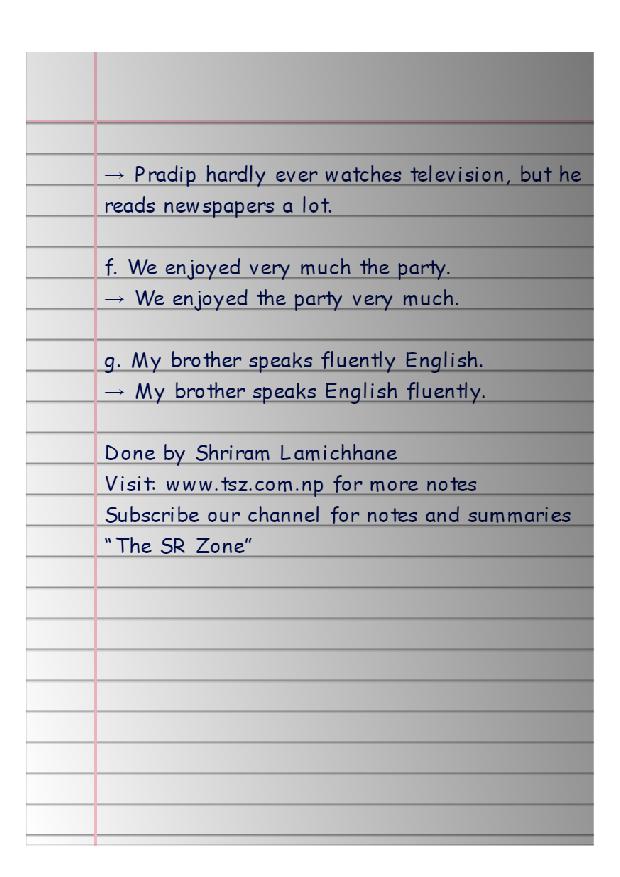 → Pradip hardly ever watches television, but he
reads newspapers a lot.
f. We enjoyed very much the party.
→ We enjoyed the party very much.
g. My brother speaks fluently English.
→ My brother speaks English fluently.
Done by Shriram Lamichhane
Visit: www.tsz.com.np for more notes
Subscribe our channel for notes and summaries
“The SR Zone”